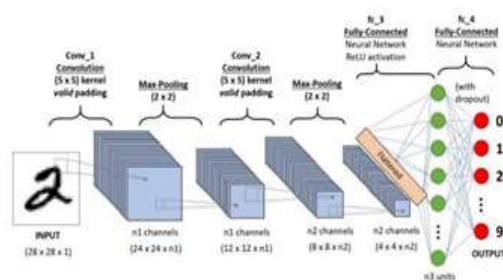 fc_3
Fully-Connected
Neural Network
ReLU activation
fc_4
Fully-Connected
Neural Network
Conv_1
Convolution
(5 x 5) kernel
valid padding
Max-Pooling
(2 x 2)
Conv_2
Convolution
(5 x 5) kernel
valid padding
Max-Pooling
(2 x 2)
(with
dropout)
Flattened
0
1
2
9
INPUT
(28 x 28 x 1)
n1 channels
(24 x 24 x n1)
n1 channels
(12 x 12 x n1)
n2 channels
(8 x 8 x n2)
n2 channels
(4 x 4 x n2)
n3 units
OUTPUT